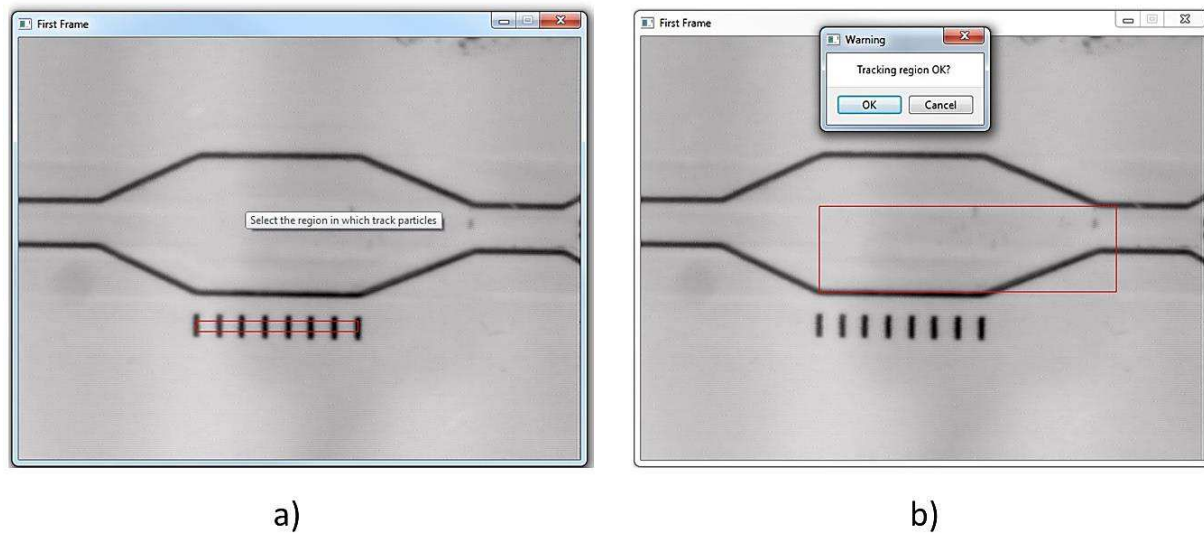 First Frame
Select the region in which track particles
a)
First Frame
Warning
Tracking region OK?
OK Cancel
b)